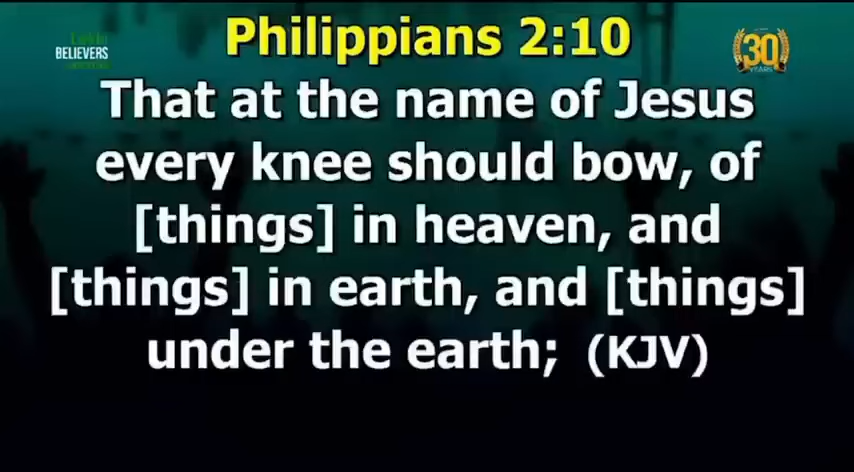 Philippians 2:10
BELIEVERS
30
YEARS
That at the name of Jesus
every knee should bow, of
[things] in heaven, and
[things] in earth, and [things]
under the earth; (KJV)